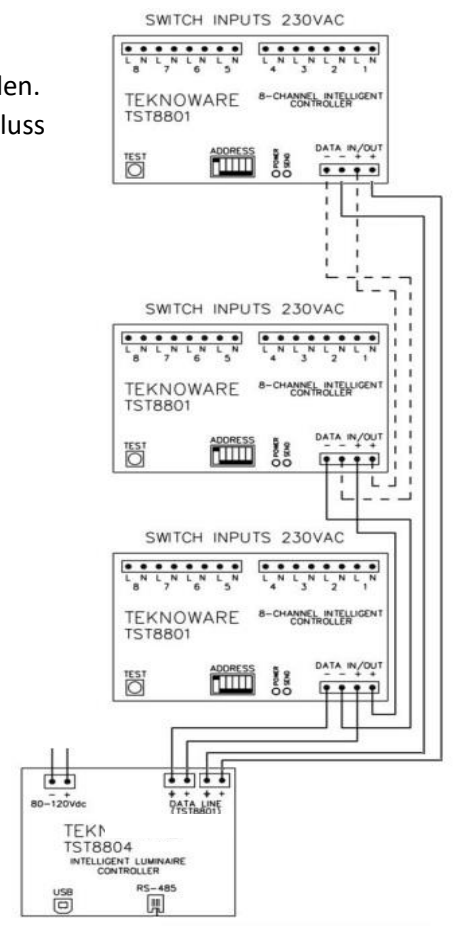 SWITCH INPUTS 230VAC
L N L N L N L N L N L N L N L N
8 7 6 5 4 3 2 1
den.
TEKNOWARE
TST8801
8-CHANNEL INTELLIGENT
CONTROLLER
luss
TEST
ADDRESS
POWER
SEND
DATA IN/OUT
- - + +
SWITCH INPUTS 230VAC
L N L N L N L N L N L N L N L N
8 7 6 5 4 3 2 1
TEKNOWARE
TST8801
8-CHANNEL INTELLIGENT
CONTROLLER
TEST
ADDRESS
POWER
SEND
DATA IN/OUT
- - + +
SWITCH INPUTS 230VAC
L N L N L N L N L N L N L N L N
8 7 6 5 4 3 2 1
TEKNOWARE
TST8801
8-CHANNEL INTELLIGENT
CONTROLLER
TEST
ADDRESS
POWER
SEND
DATA IN/OUT
- - + +
- +
80-120Vdc
DATA LINE
(TST8801)
TEKN
TST8804
INTELLIGENT LUMINAIRE
CONTROLLER
USB
RS-485